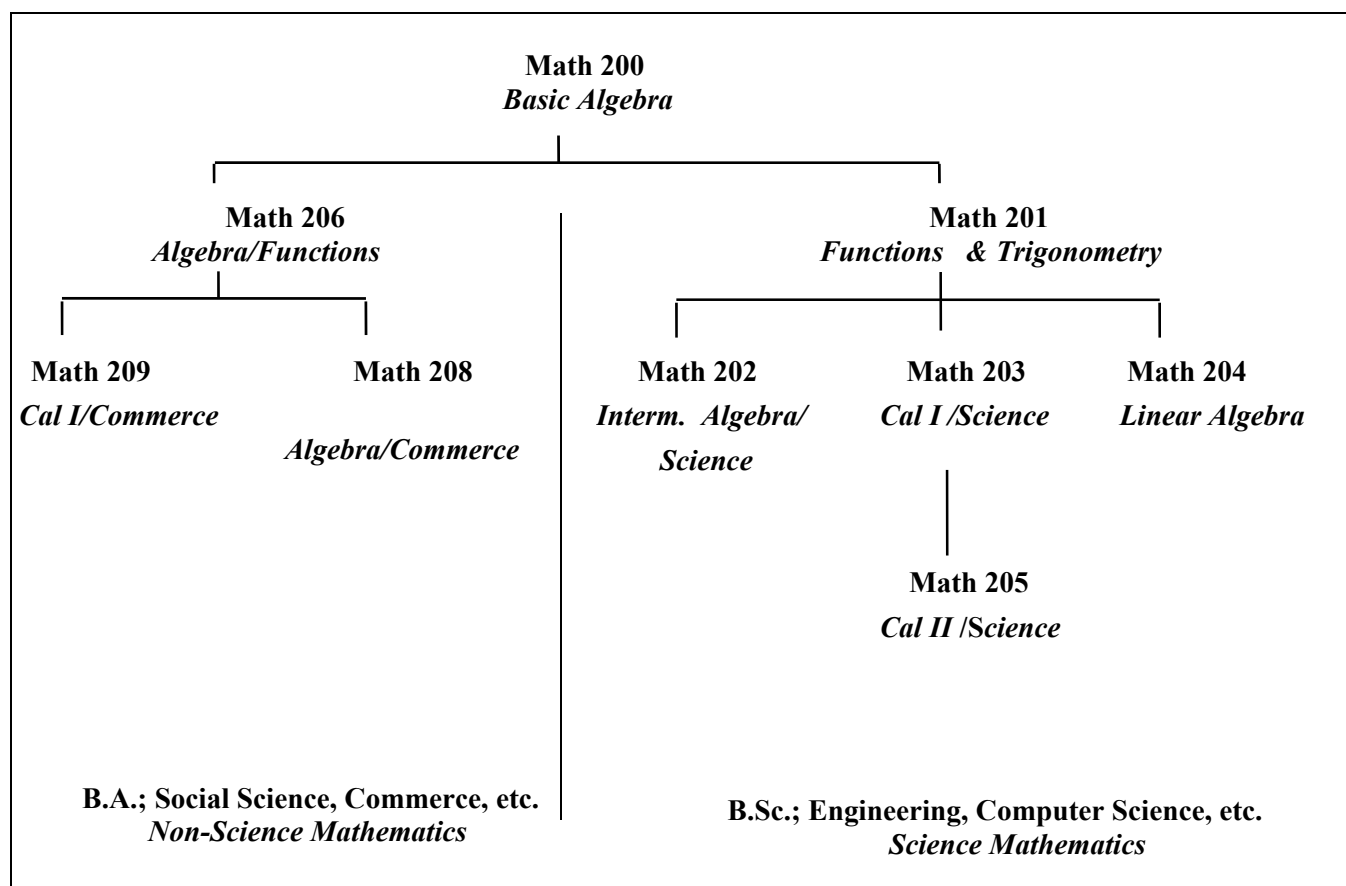 Math 200
Basic Algebra
Math 206
Algebra/Functions
Math 201
Functions & Trigonometry
Math 209
Cal I/Commerce
Math 208
Algebra/Commerce
Math 202
Interm. Algebra/
Science
Math 203
Cal I /Science
Math 204
Linear Algebra
Math 205
Cal II /Science
B.A.; Social Science, Commerce, etc.
Non-Science Mathematics
B.Sc.; Engineering, Computer Science, etc.
Science Mathematics